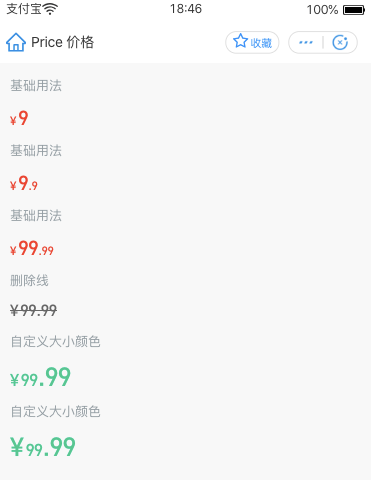 支付宝 18:46 100%
Price 价格 收藏
基础用法
¥9
基础用法
¥9.9
基础用法
¥99.99
删除线
¥99.99
自定义大小颜色
¥99.99
自定义大小颜色
¥99.99